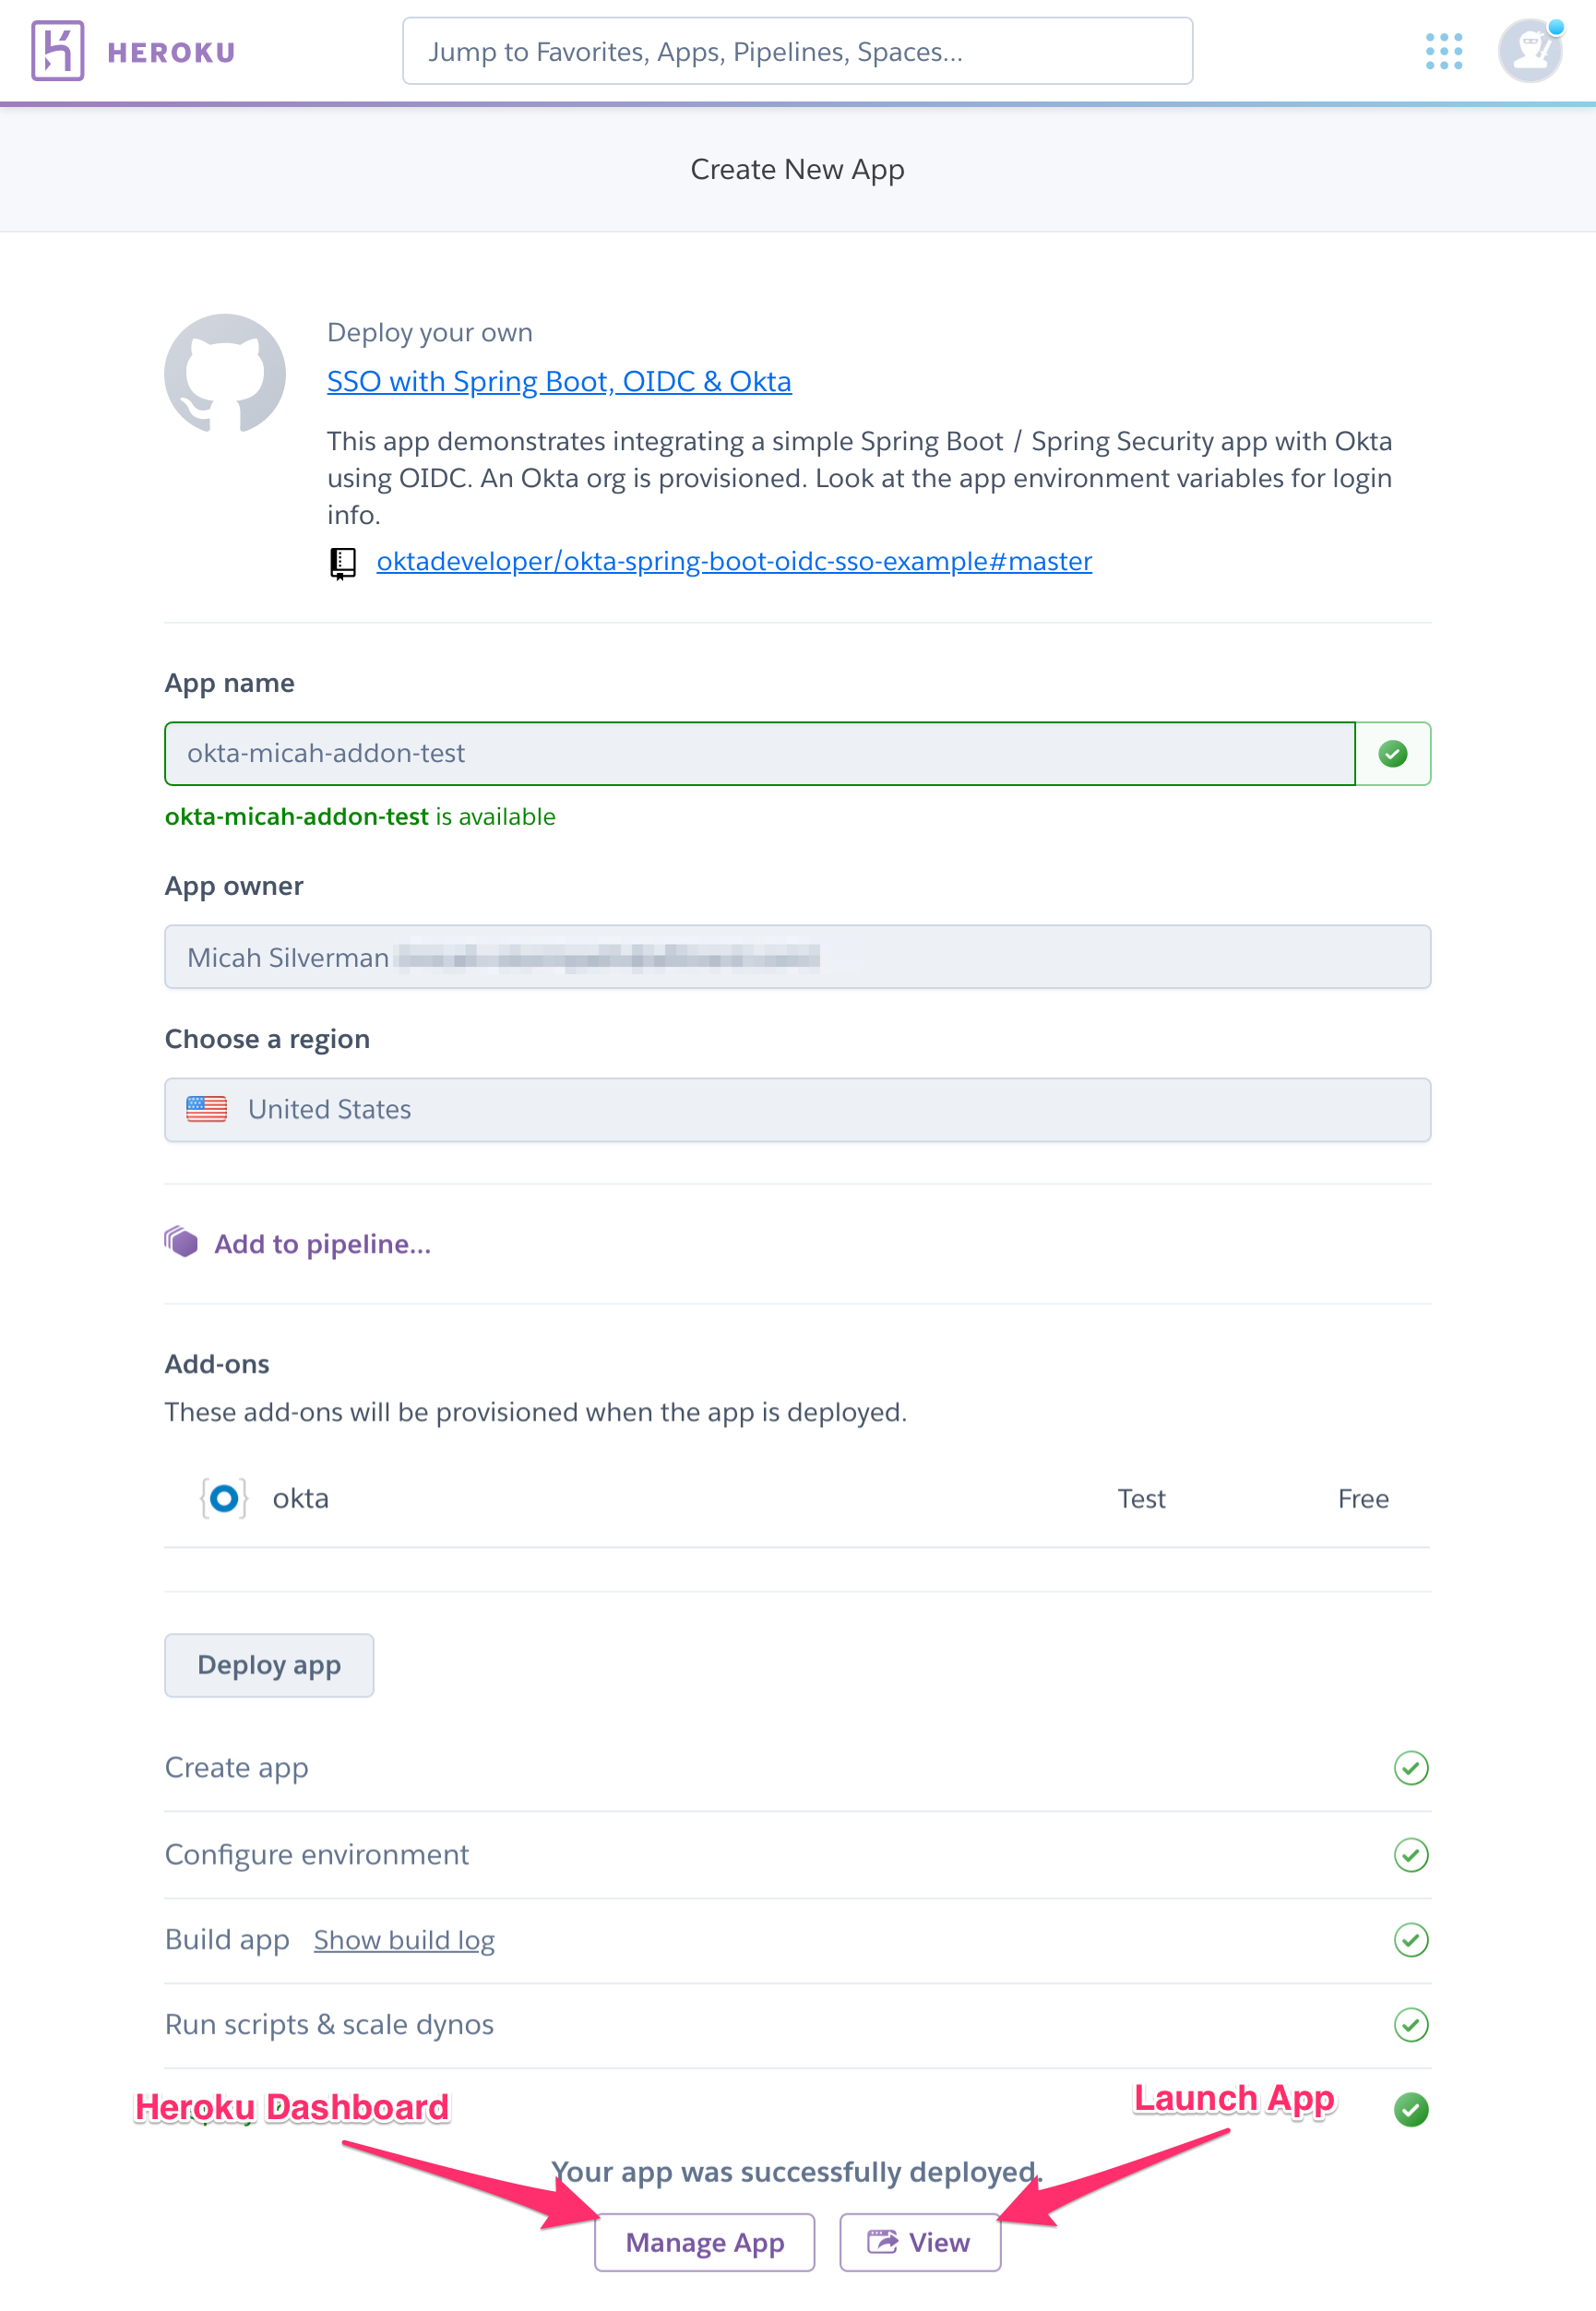 HEROKU
Jump to Favorites, Apps, Pipelines, Spaces...
Create New App
Deploy your own
SSO with Spring Boot, OIDC & Okta
This app demonstrates integrating a simple Spring Boot / Spring Security app with Okta
using OIDC. An Okta org is provisioned. Look at the app environment variables for login
info.
oktadeveloper/okta-spring-boot-oidc-sso-example#master
App name
okta-micah-addon-test
okta-micah-addon-test is available
App owner
Micah Silverman
Choose a region
United States
Add to pipeline...
Add-ons
These add-ons will be provisioned when the app is deployed.
okta Test Free
Deploy app
Create app
Configure environment
Build app Show build log
Run scripts & scale dynos
Heroku Dashboard
Launch App
Your app was successfully deployed.
Manage App
View